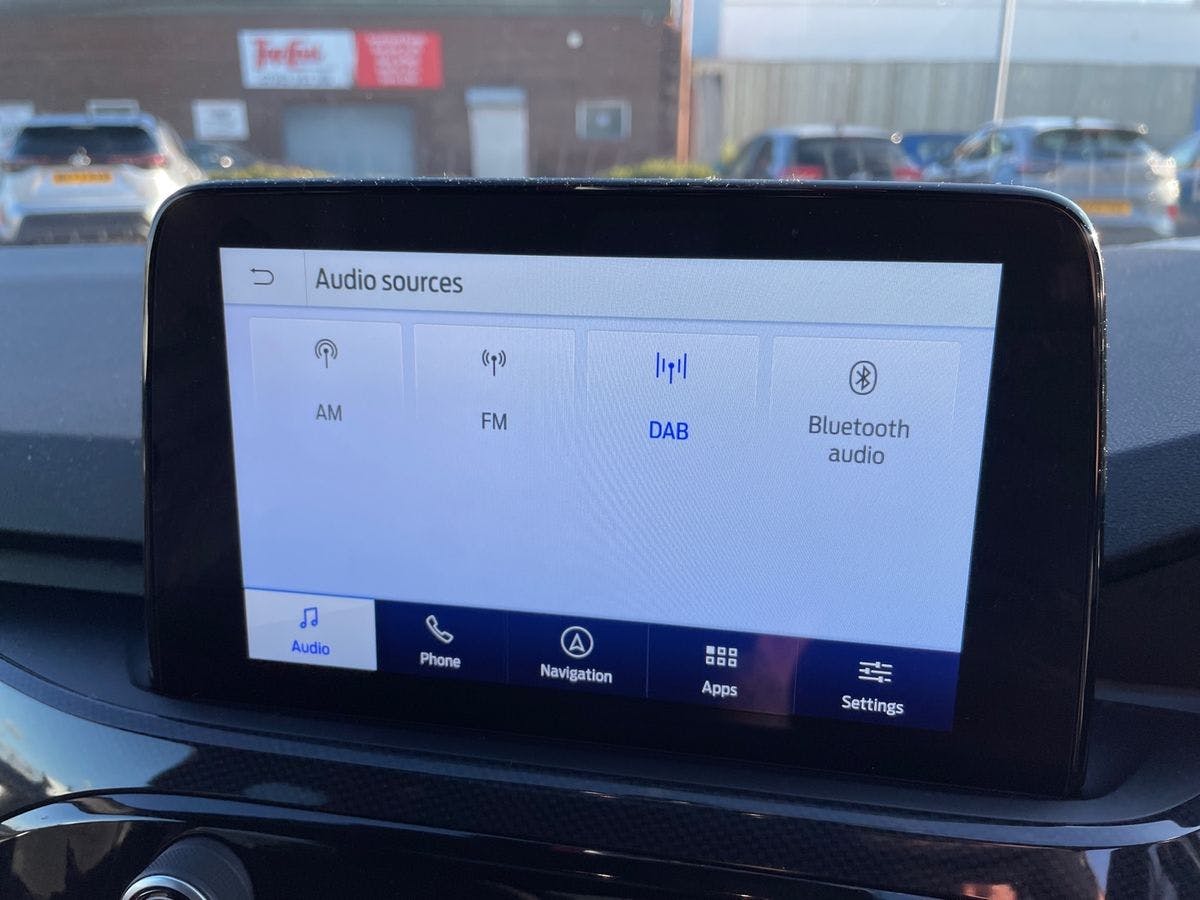 Audio sources
AM
FM
DAB
Bluetooth
audio
Audio
Phone
Navigation
Apps
Settings